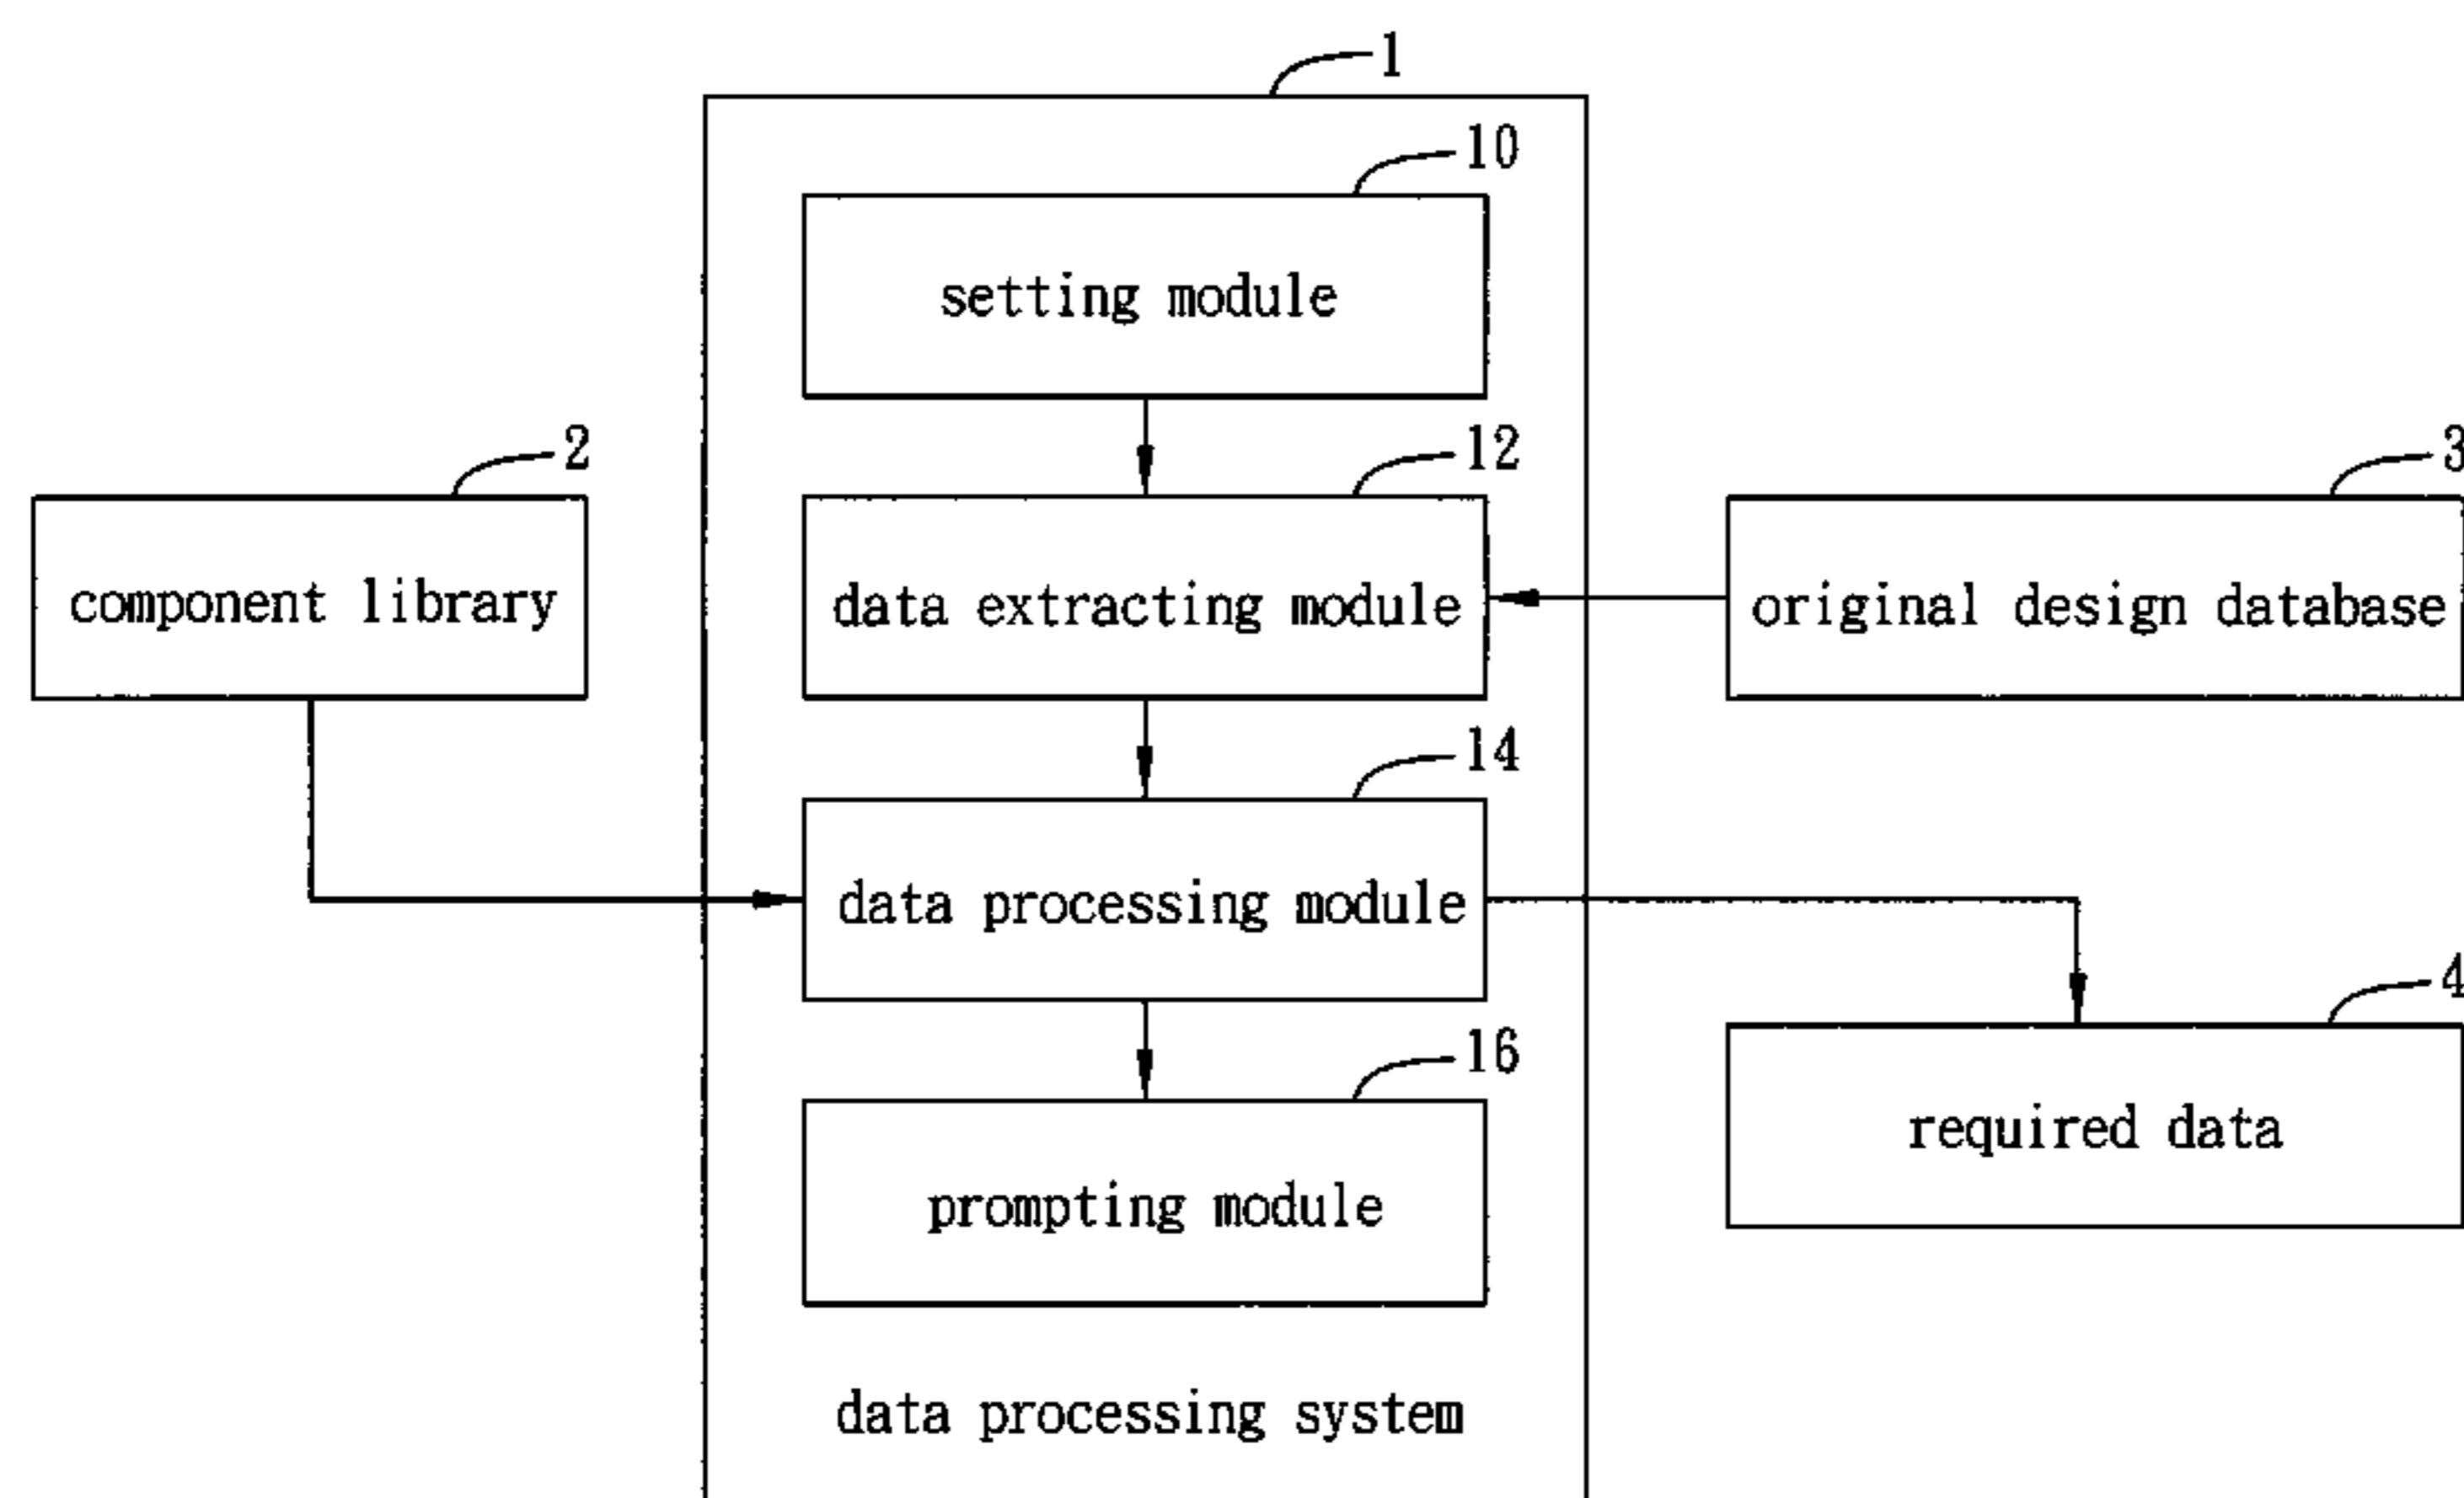 1
10
setting module
2
12
3
component library
data extracting module
original design database
14
data processing module
4
16
required data
prompting module
data processing system